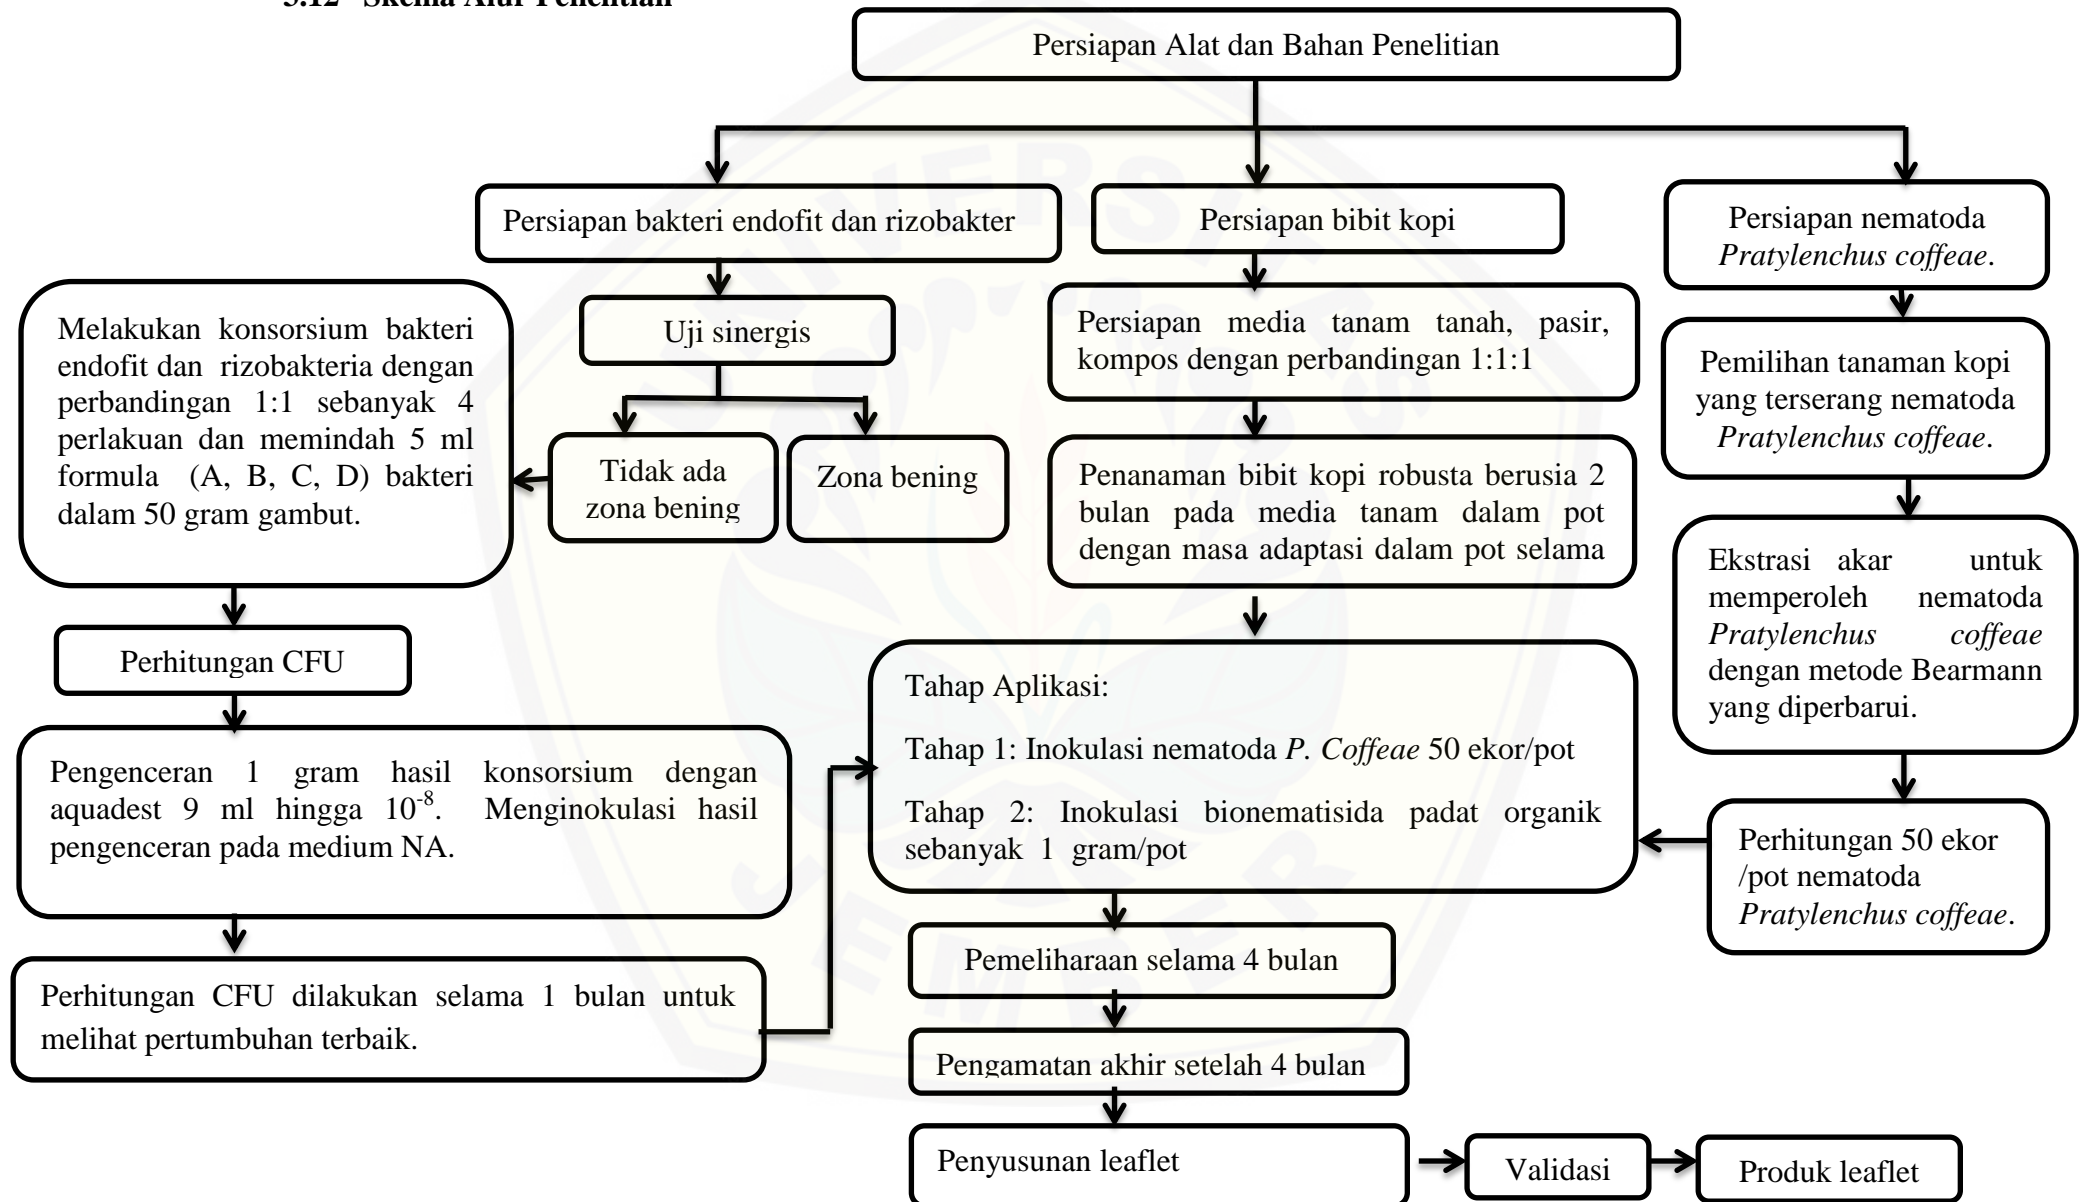 3.12 Skema Alur Penelitian
Persiapan Alat dan Bahan Penelitian
Persiapan bakteri endofit dan rizobakter
Persiapan bibit kopi
Persiapan nematoda
Pratylenchus coffeae.
Melakukan konsorsium bakteri
endofit dan rizobakteria dengan
perbandingan 1:1 sebanyak 4
perlakuan dan memindah 5 ml
formula (A, B, C, D) bakteri
dalam 50 gram gambut.
Uji sinergis
Tidak ada
zona bening
Zona bening
Persiapan media tanam tanah, pasir,
kompos dengan perbandingan 1:1:1
Penanaman bibit kopi robusta berusia 2
bulan pada media tanam dalam pot
dengan masa adaptasi dalam pot selama
Pemilihan tanaman kopi
yang terserang nematoda
Pratylenchus coffeae.
Ekstrasi akar untuk
memperoleh nematoda
Pratylenchus coffeae
dengan metode Bearmann
yang diperbarui.
Perhitungan CFU
Pengenceran 1 gram hasil konsorsium dengan
aquadest 9 ml hingga 10-8. Menginokulasi hasil
pengenceran pada medium NA.
Perhitungan CFU dilakukan selama 1 bulan untuk
melihat pertumbuhan terbaik.
Tahap Aplikasi:
Tahap 1: Inokulasi nematoda P. Coffeae 50 ekor/pot
Tahap 2: Inokulasi bionematisida padat organik
sebanyak 1 gram/pot
Perhitungan 50 ekor
/pot nematoda
Pratylenchus coffeae.
Pemeliharaan selama 4 bulan
Pengamatan akhir setelah 4 bulan
Penyusunan leaflet
Validasi
Produk leaflet
UNIVERSITAS
JEMBER